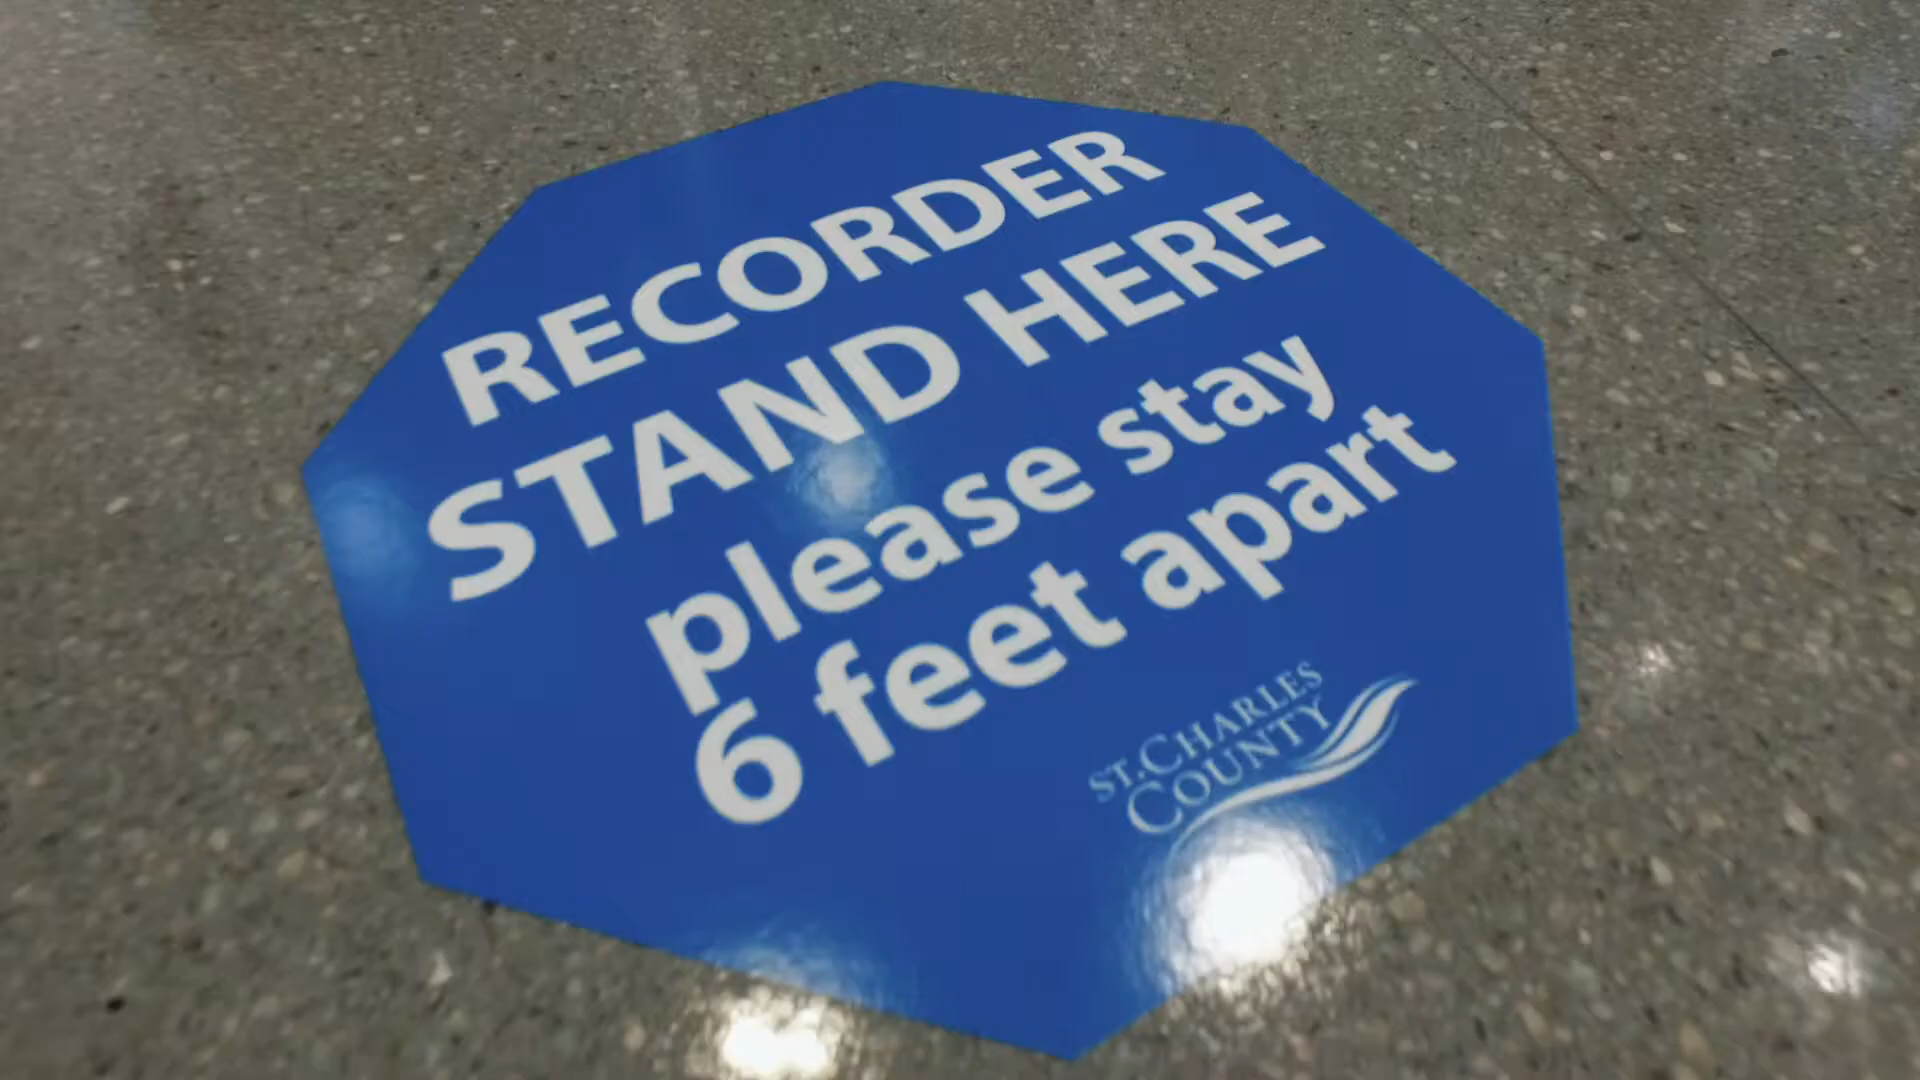 RECORDER
STAND HERE
please stay
6 feet apart
ST. CHARLES
COUNTY